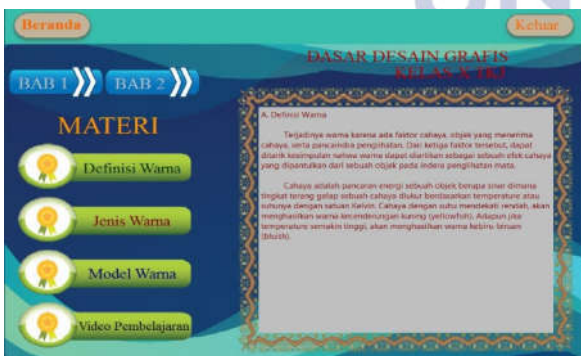 Beranda
Keluar
DASAR DESAIN GRAFIS
KELAS X TKJ
BAB 1
BAB 2
MATERI
Definisi Warna
Jenis Warna
Model Warna
Video Pembelajaran
A. Definisi Warna
Terjadinya warna karena ada faktor cahaya, objek yang menerima
cahaya, serta pancaindra penglihatan. Dari ketiga faktor tersebut, dapat
ditarik kesimpulan bahwa warna dapat diartikan sebagai sebuah efek cahaya
yang dipantulkan dari sebuah objek pada indera penglihatan mata.
Cahaya adalah pancaran energi sebuah objek berupa sinar dimana
tingkat terang gelap sebuah cahaya diukur berdasarkan temperature atau
suhunya dengan satuan Kelvin. Cahaya dengan suhu mendekati rendah, akan
menghasilkan warna kecenderungan kuning (yellowfish). Adapun jika
temperature semakin tinggi, akan menghasilkan warna kebiru-biruan
(bluish).